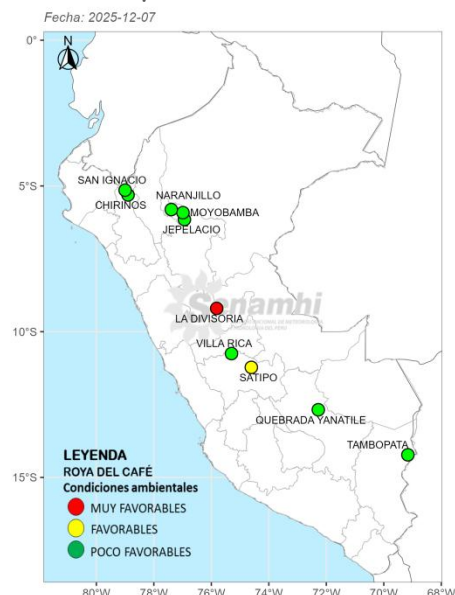 Fecha: 2025-12-07
N
0°
SAN IGNACIO
5°S
NARANJILLO
CHIRINOS
MOYOBAMBA
JEPELACIO
Senamhi
LA DIVISORIA
10°S
VILLA RICA
SATIPO
QUEBRADA YANATILE
TAMBOPATA
LEYENDA
ROYA DEL CAFÉ
Condiciones ambientales
15°S
MUY FAVORABLES
FAVORABLES
POCO FAVORABLES
80°W 78°W 76°W 74°W 72°W 70°W 68°W